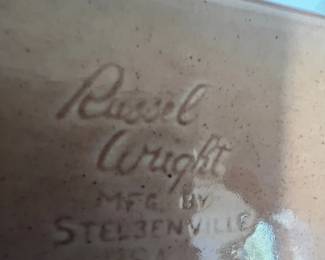 Russel
Wright
MFG. BY
STEUBENVILLE
U.S.A.